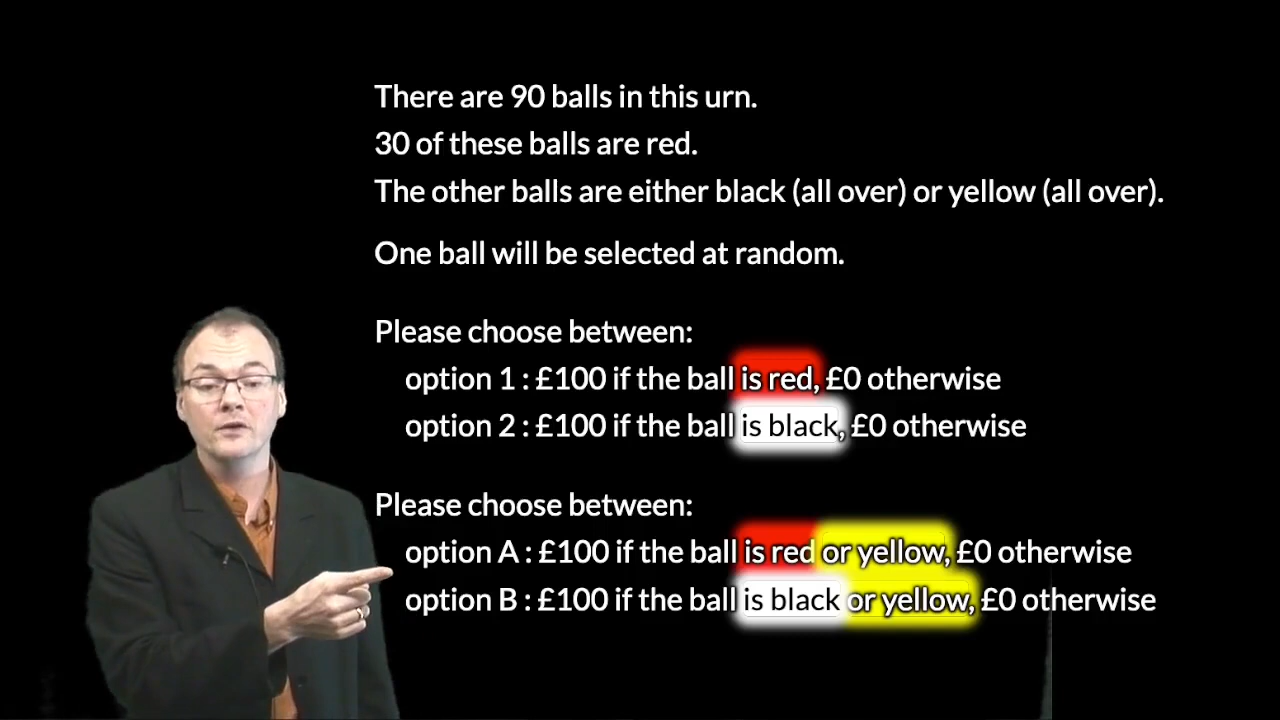 There are 90 balls in this urn.
30 of these balls are red.
The other balls are either black (all over) or yellow (all over).
One ball will be selected at random.
Please choose between:
option 1 : £100 if the ball is red, £0 otherwise
option 2 : £100 if the ball is black, £0 otherwise
Please choose between:
option A : £100 if the ball is red or yellow, £0 otherwise
option B : £100 if the ball is black or yellow, £0 otherwise